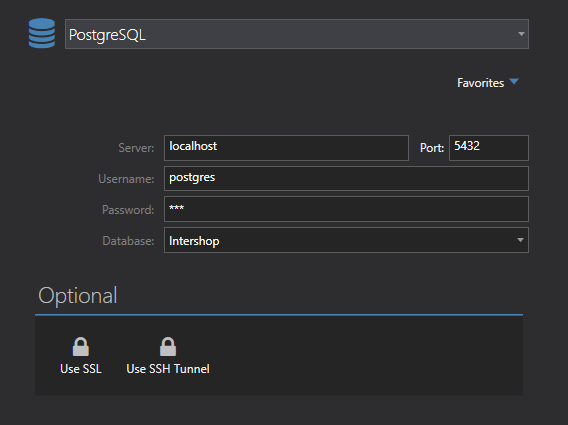 PostgreSQL
Favorites
Server: localhost Port: 5432
Username: postgres
Password: ***
Database: Intershop
Optional
Use SSL Use SSH Tunnel